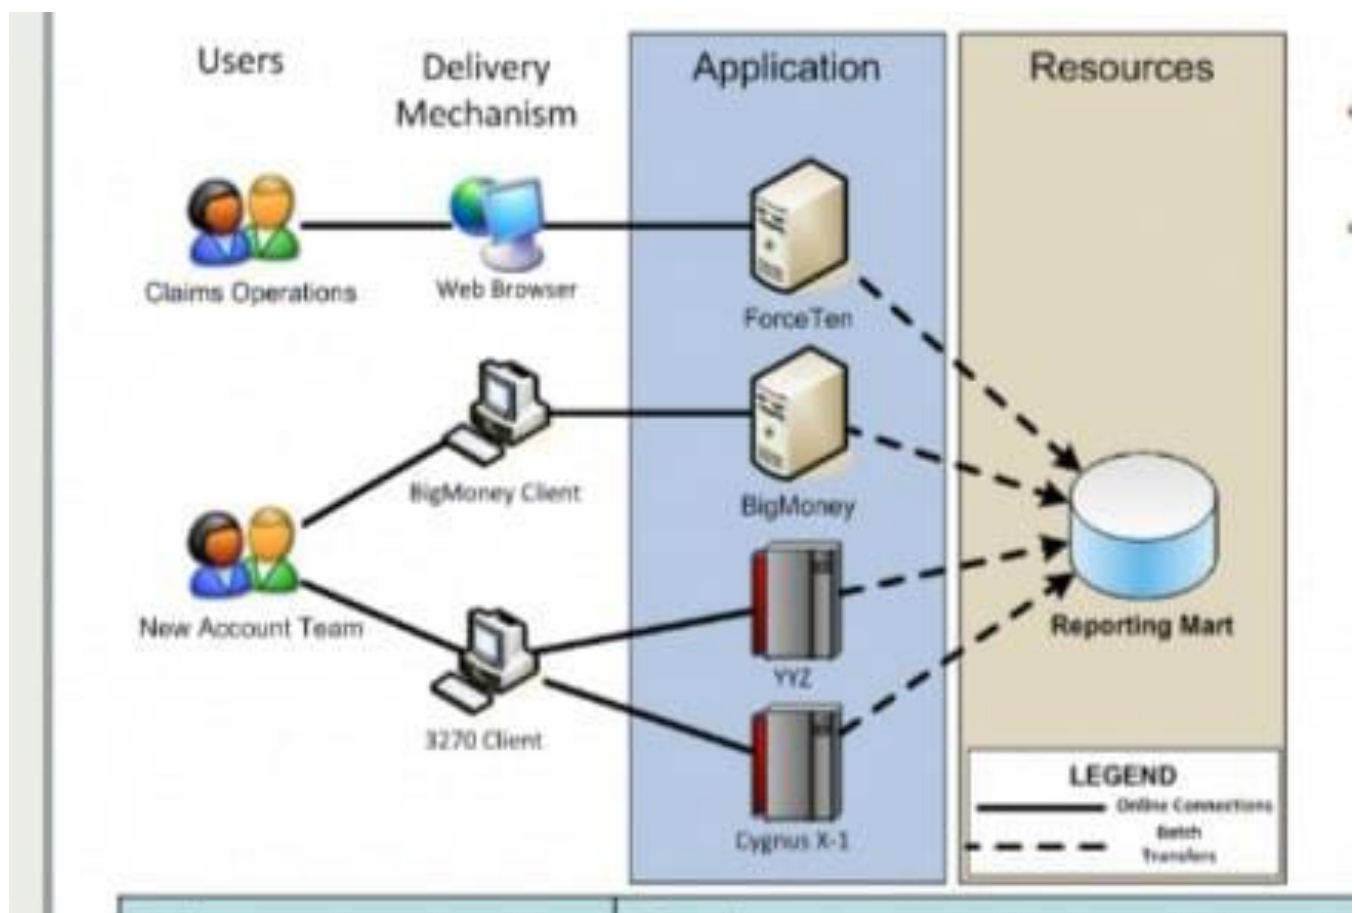 Users
Delivery
Mechanism
Application
Resources
Claims Operations
Web Browser
ForceTen
BigMoney Client
BigMoney
New Account Team
YYZ
Reporting Mart
3270 Client
Cygnus X-1
LEGEND
Online Connections
Batch
Transfers